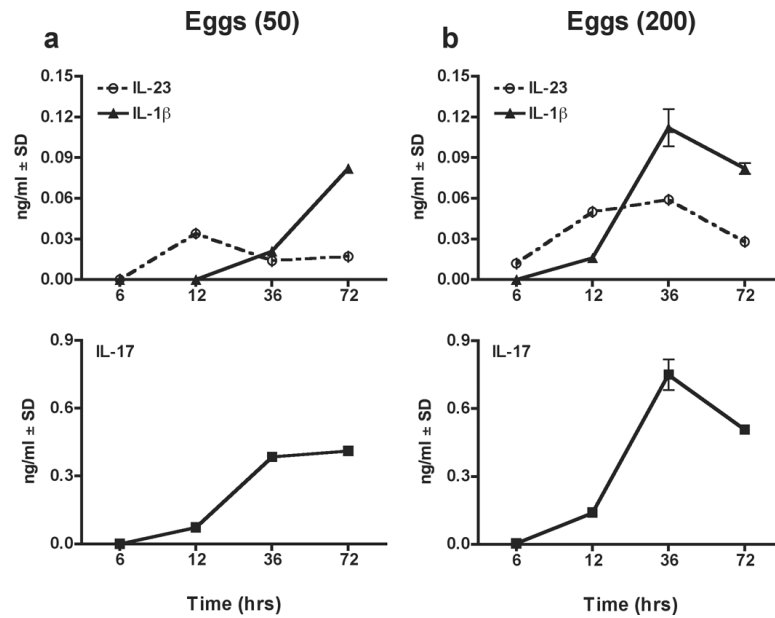 a
Eggs (50)
ng/ml ± SD
0.15
0.12
0.09
0.06
0.03
0.00
IL-23
IL-1β
6 12 36 72
b
Eggs (200)
ng/ml ± SD
0.15
0.12
0.09
0.06
0.03
0.00
IL-23
IL-1β
6 12 36 72
ng/ml ± SD
0.9
0.6
0.3
0.0
IL-17
6 12 36 72
Time (hrs)
ng/ml ± SD
0.9
0.6
0.3
0.0
IL-17
6 12 36 72
Time (hrs)